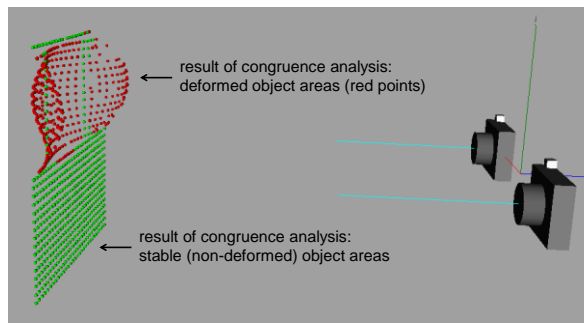 result of congruence analysis:
deformed object areas (red points)
result of congruence analysis:
stable (non-deformed) object areas